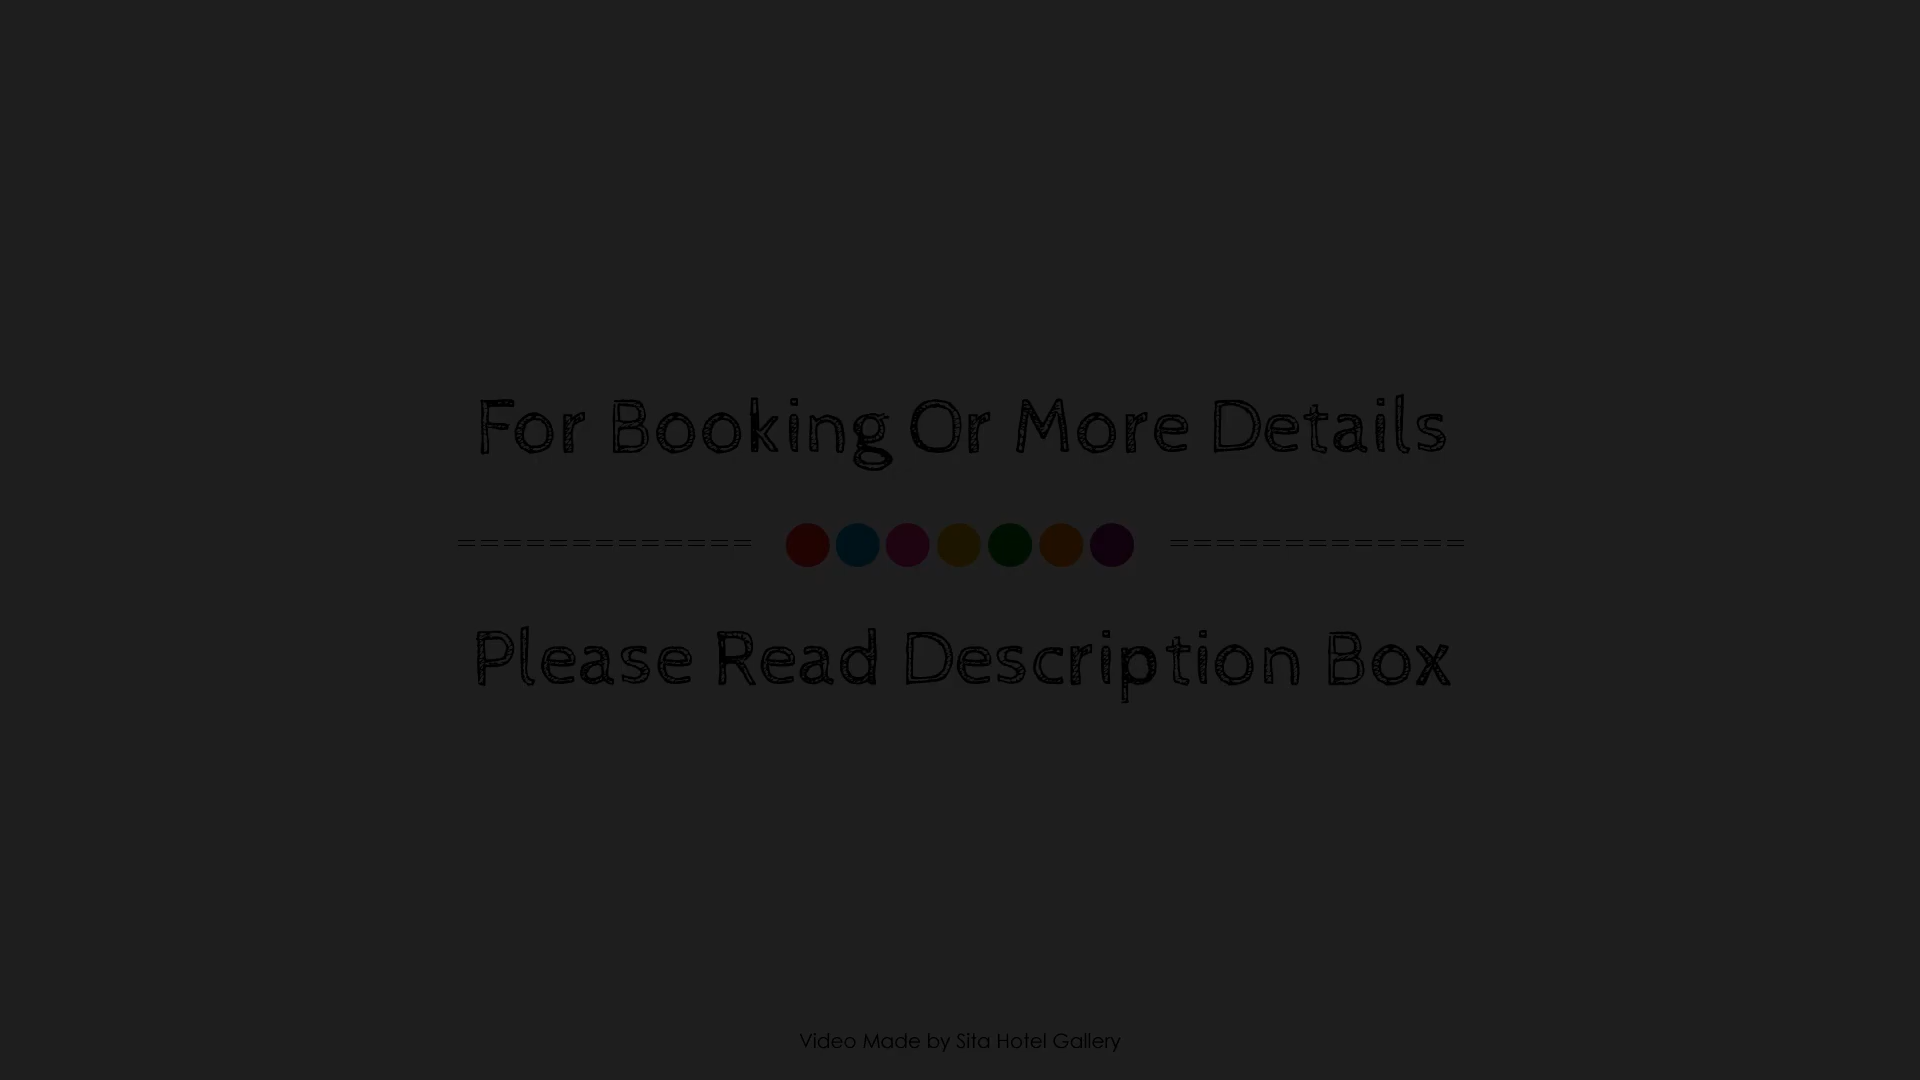 For Booking Or More Details
============= =============
Please Read Description Box
Video Made by Sita Hotel Gallery